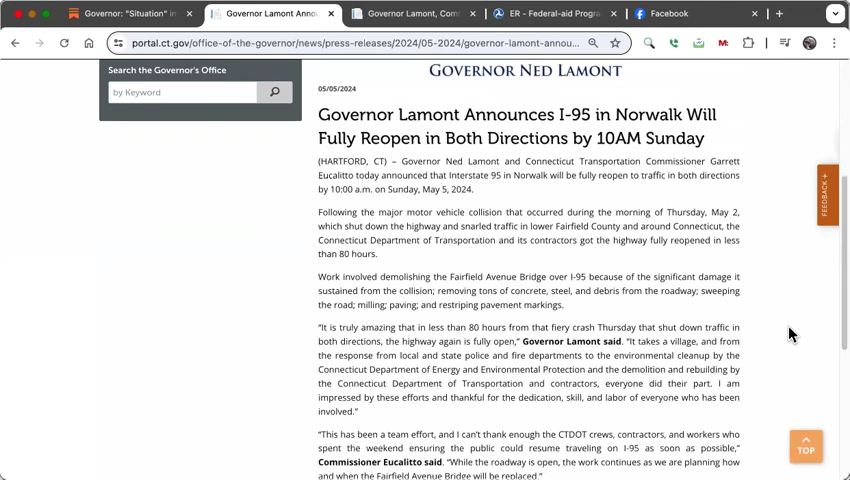 Governor: "Situation" in
Governor Lamont Annou
Governor Lamont, Comm
ER - Federal-aid Progra
Facebook
portal.ct.gov/office-of-the-governor/news/press-releases/2024/05-2024/governor-lamont-annou...
Search the Governor's Office
by Keyword
GOVERNOR NED LAMONT
05/05/2024
Governor Lamont Announces I-95 in Norwalk Will
Fully Reopen in Both Directions by 10AM Sunday
(HARTFORD, CT) – Governor Ned Lamont and Connecticut Transportation Commissioner Garrett
Eucalitto today announced that Interstate 95 in Norwalk will be fully reopen to traffic in both directions
by 10:00 a.m. on Sunday, May 5, 2024.
Following the major motor vehicle collision that occurred during the morning of Thursday, May 2,
which shut down the highway and snarled traffic in lower Fairfield County and around Connecticut, the
Connecticut Department of Transportation and its contractors got the highway fully reopened in less
than 80 hours.
Work involved demolishing the Fairfield Avenue Bridge over I-95 because of the significant damage it
sustained from the collision; removing tons of concrete, steel, and debris from the roadway; sweeping
the road; milling; paving; and restriping pavement markings.
"It is truly amazing that in less than 80 hours from that fiery crash Thursday that shut down traffic in
both directions, the highway again is fully open," Governor Lamont said. "It takes a village, and from
the response from local and state police and fire departments to the environmental cleanup by the
Connecticut Department of Energy and Environmental Protection and the demolition and rebuilding by
the Connecticut Department of Transportation and contractors, everyone did their part. I am
impressed by these efforts and thankful for the dedication, skill, and labor of everyone who has been
involved."
"This has been a team effort, and I can't thank enough the CTDOT crews, contractors, and workers who
spent the weekend ensuring the public could resume traveling on I-95 as soon as possible,"
Commissioner Eucalitto said. "While the roadway is open, the work continues as we are planning how
and when the Fairfield Avenue Bridge will be replaced."
FEEDBACK +
TOP